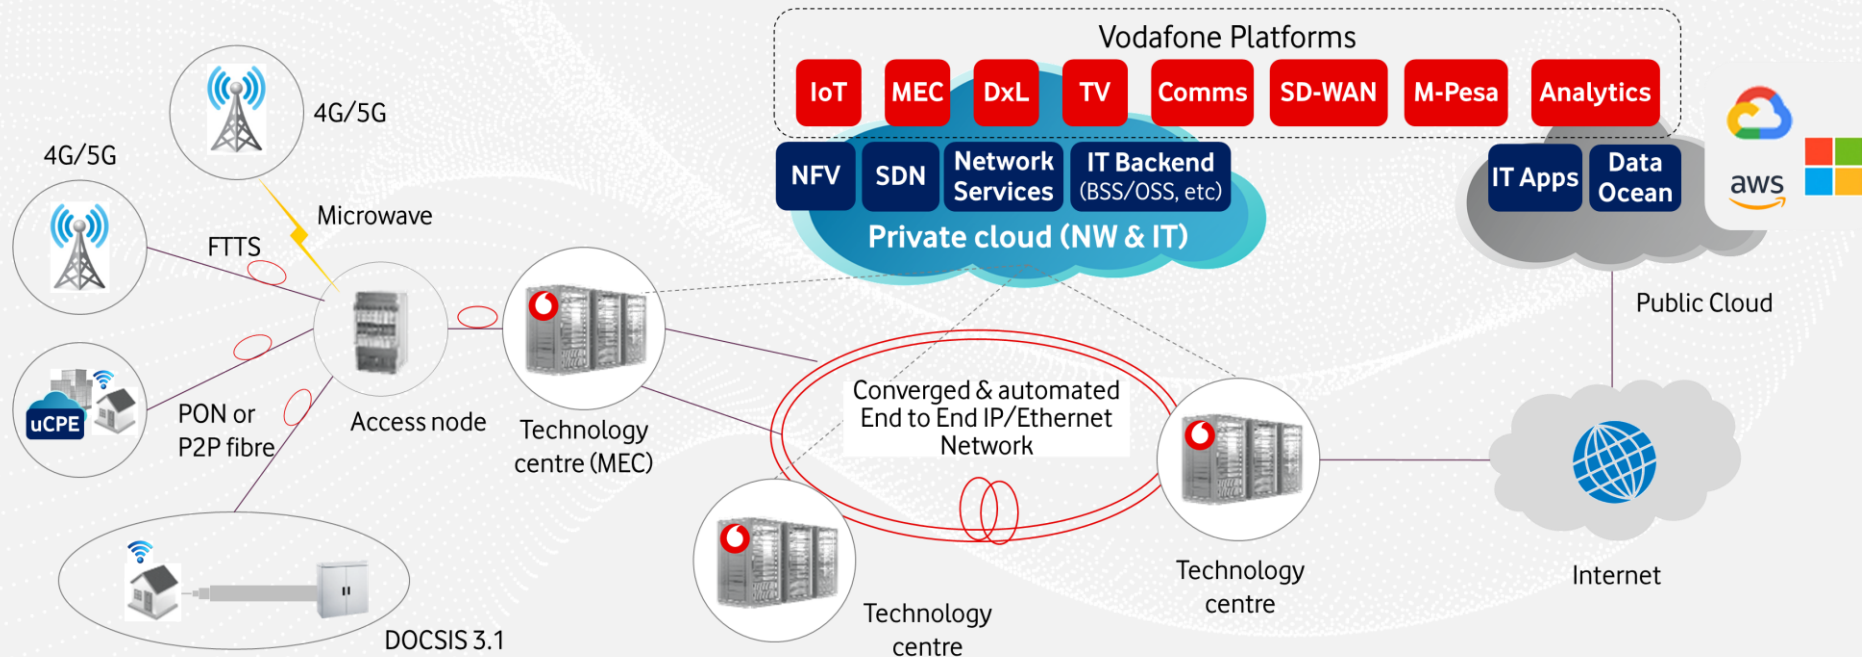 Vodafone Platforms
IoT
MEC
DxL
TV
Comms
SD-WAN
M-Pesa
Analytics
NFV
SDN
Network
Services
IT Backend
(BSS/OSS, etc)
Private cloud (NW & IT)
IT Apps
Data
Ocean
aws
Public Cloud
4G/5G
4G/5G
Microwave
FTTS
uCPE
PON or
P2P fibre
Access node
Technology
centre (MEC)
Converged & automated
End to End IP/Ethernet
Network
Technology
centre
Technology
centre
Internet
DOCSIS 3.1